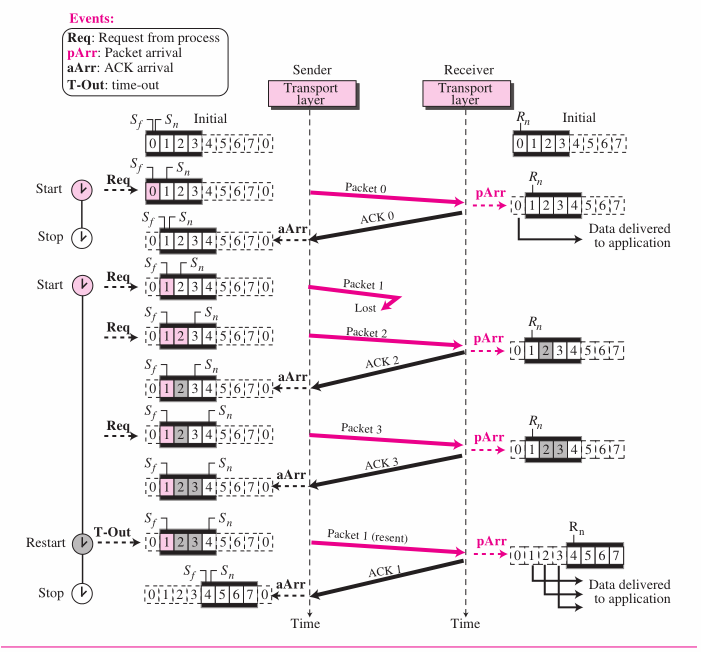 Events:
Req: Request from process
pArr: Packet arrival
aArr: ACK arrival
T-Out: time-out
Sender Receiver
Transport layer Transport layer
Sf Sn Initial Rn Initial
0 1 2 3 4 5 6 7 0 0 1 2 3 4 5 6 7
Sf Sn Rn
Start Req 0 1 2 3 4 5 6 7 0 Packet 0 pArr 0 1 2 3 4 5 6 7
Sf Sn ACK 0
Stop 0 1 2 3 4 5 6 7 0 aArr Data delivered
to application
Sf Sn
Start Req 0 1 2 3 4 5 6 7 0 Packet 1
Lost
Sf Sn Rn
Req 0 1 2 3 4 5 6 7 0 Packet 2 pArr 0 1 2 3 4 5 6 7
Sf Sn ACK 2
0 1 2 3 4 5 6 7 0 aArr
Sf Sn Rn
Req 0 1 2 3 4 5 6 7 0 Packet 3 pArr 0 1 2 3 4 5 6 7
Sf Sn ACK 3
0 1 2 3 4 5 6 7 0 aArr
Sf Sn Rn
Restart T-Out 0 1 2 3 4 5 6 7 0 Packet 1 (resent) pArr 0 1 2 3 4 5 6 7
Sf Sn ACK 1
Stop 0 1 2 3 4 5 6 7 0 aArr Data delivered
to application
Time Time